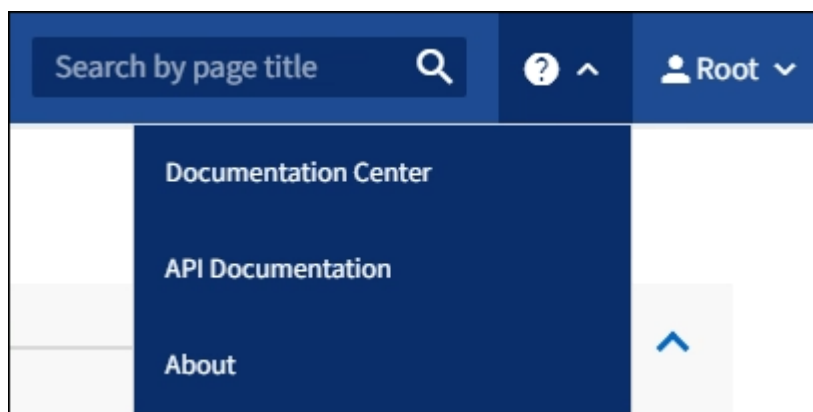 Search by page title
? Root
Documentation Center
API Documentation
About